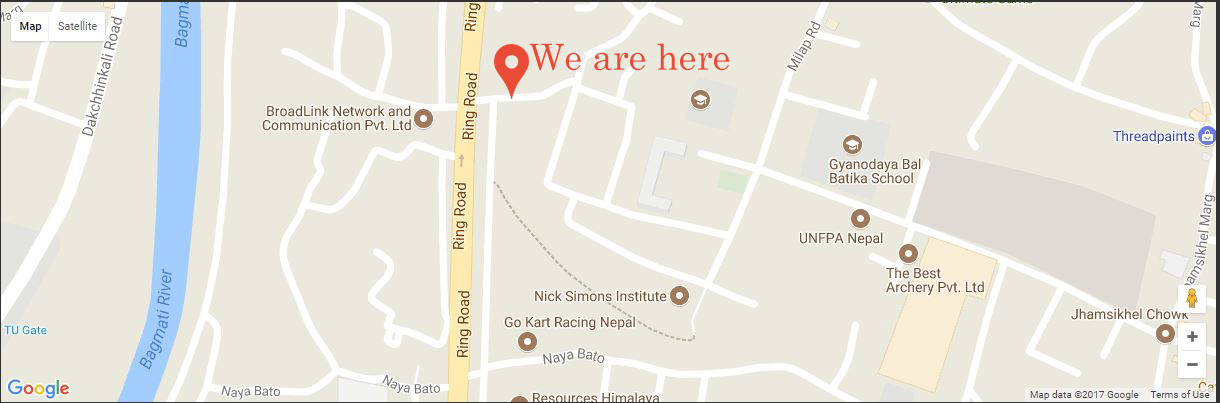 Marg
Map
Satellite
Dakchhinkali Road
Bagmati River
TU Gate
Google
BroadLink Network and
Communication Pvt. Ltd
Ring Road
Ring Road
Ring Road
Ring
We are here
Milap Rd
Marg
Threadpaints
Gyanodaya Bal
Batika School
UNFPA Nepal
The Best
Archery Pvt. Ltd
Nick Simons Institute
Go Kart Racing Nepal
Naya Bato
Naya Bato
Naya Bato
Resources Himalaya
Jhamsikhel Chowk
Map data ©2017 Google
Terms of Use